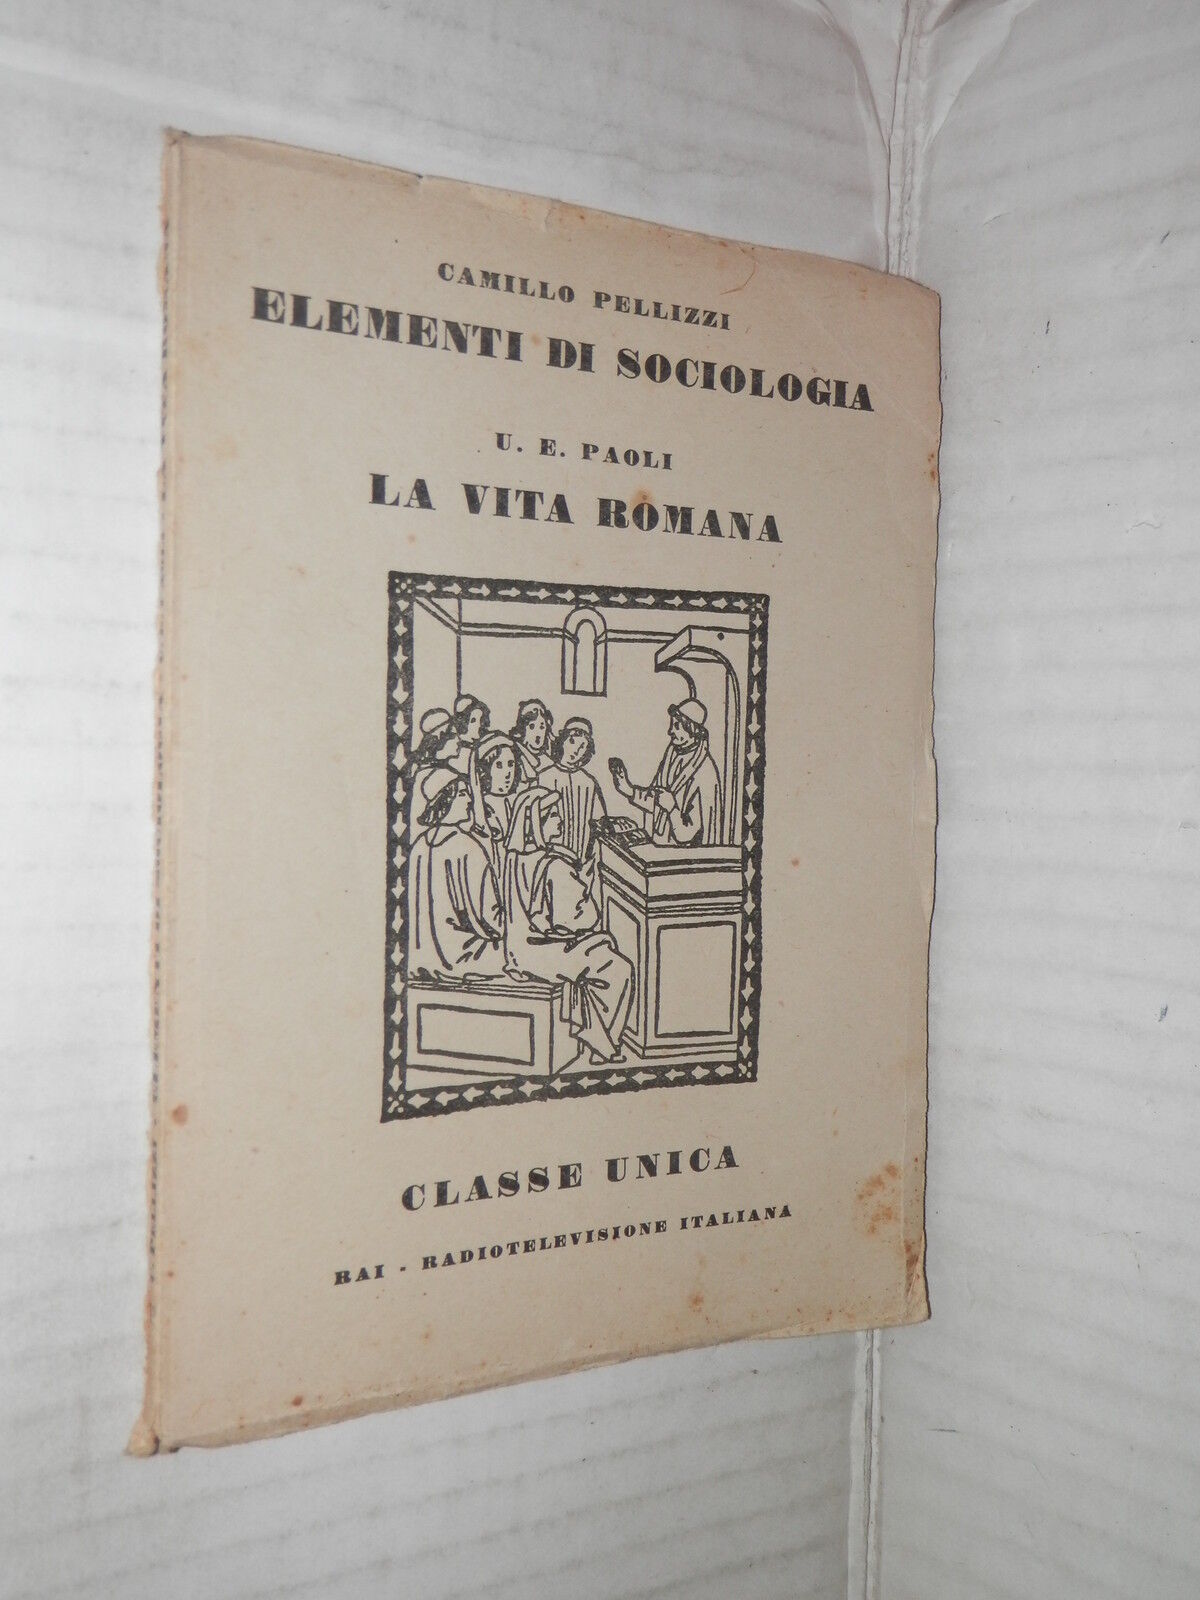 CAMILLO PELLIZZI
ELEMENTI DI SOCIOLOGIA
U. E. PAOLI
LA VITA ROMANA
CLASSE UNICA
RAI - RADIOTELEVISIONE ITALIANA